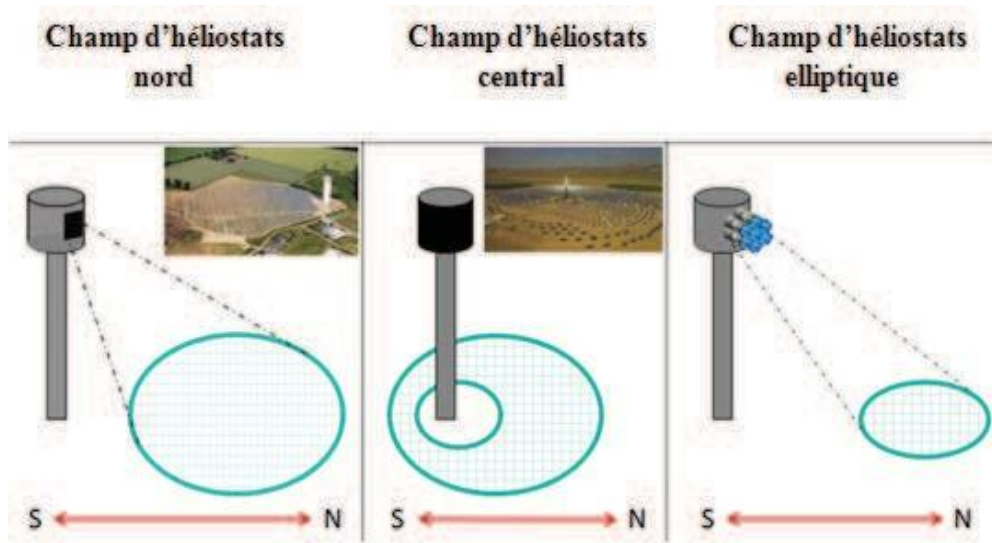 Champ d’héliostats
nord
Champ d’héliostats
central
Champ d’héliostats
elliptique
S N
S N
S N